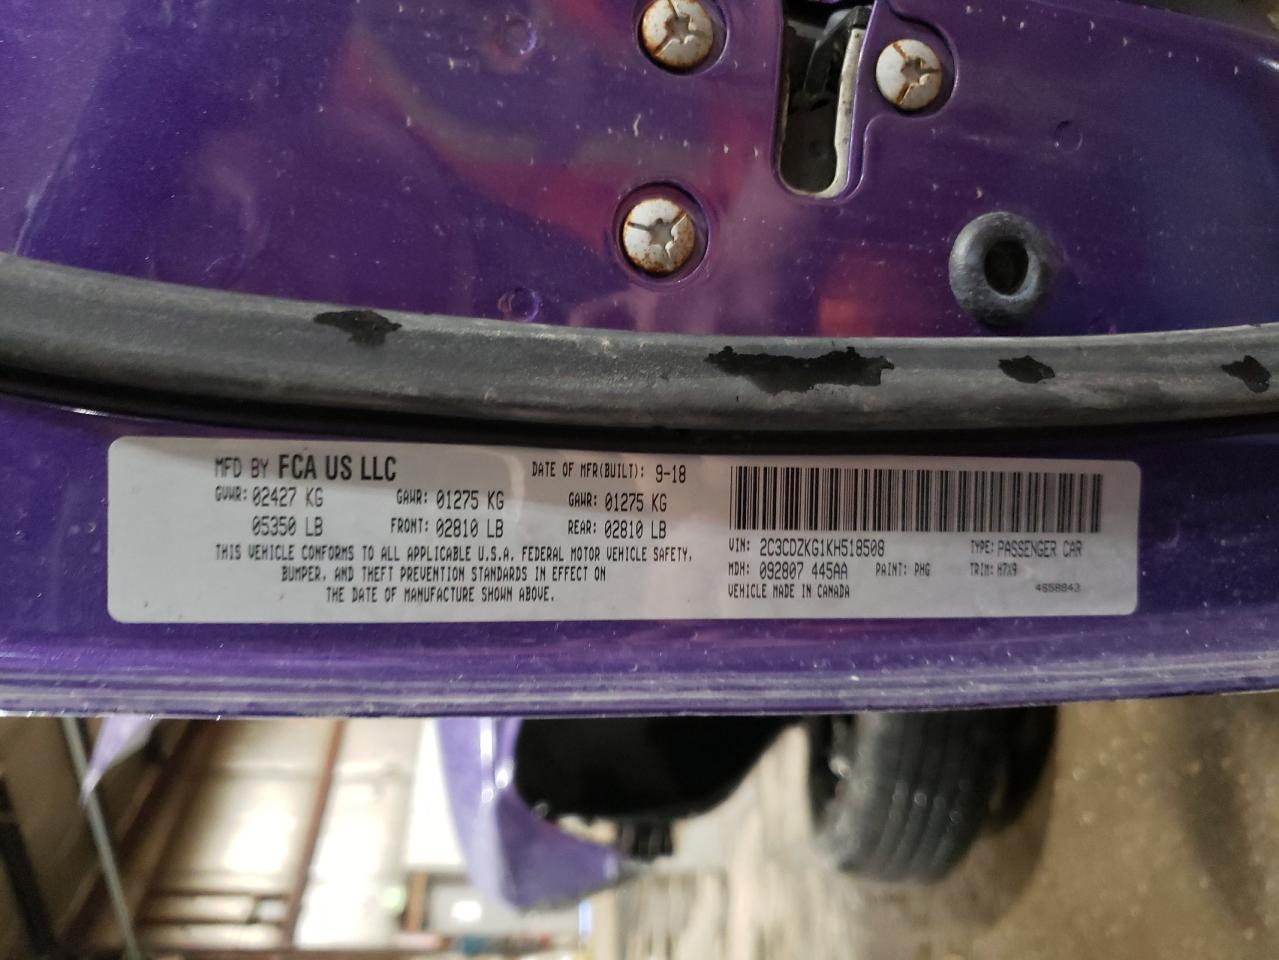 MFD BY FCA US LLC DATE OF MFR(BUILT): 9-18
GVWR: 02427 KG GAWR: 01275 KG GAWR: 01275 KG
05350 LB FRONT: 02810 LB REAR: 02810 LB
THIS VEHICLE CONFORMS TO ALL APPLICABLE U.S.A. FEDERAL MOTOR VEHICLE SAFETY,
BUMPER, AND THEFT PREVENTION STANDARDS IN EFFECT ON
THE DATE OF MANUFACTURE SHOWN ABOVE.
VIN: 2C3CDZKG1KH518508 TYPE: PASSENGER CAR
MDH: 092807 445AA PAINT: PHG TRIM: H7X9
VEHICLE MADE IN CANADA 4658843